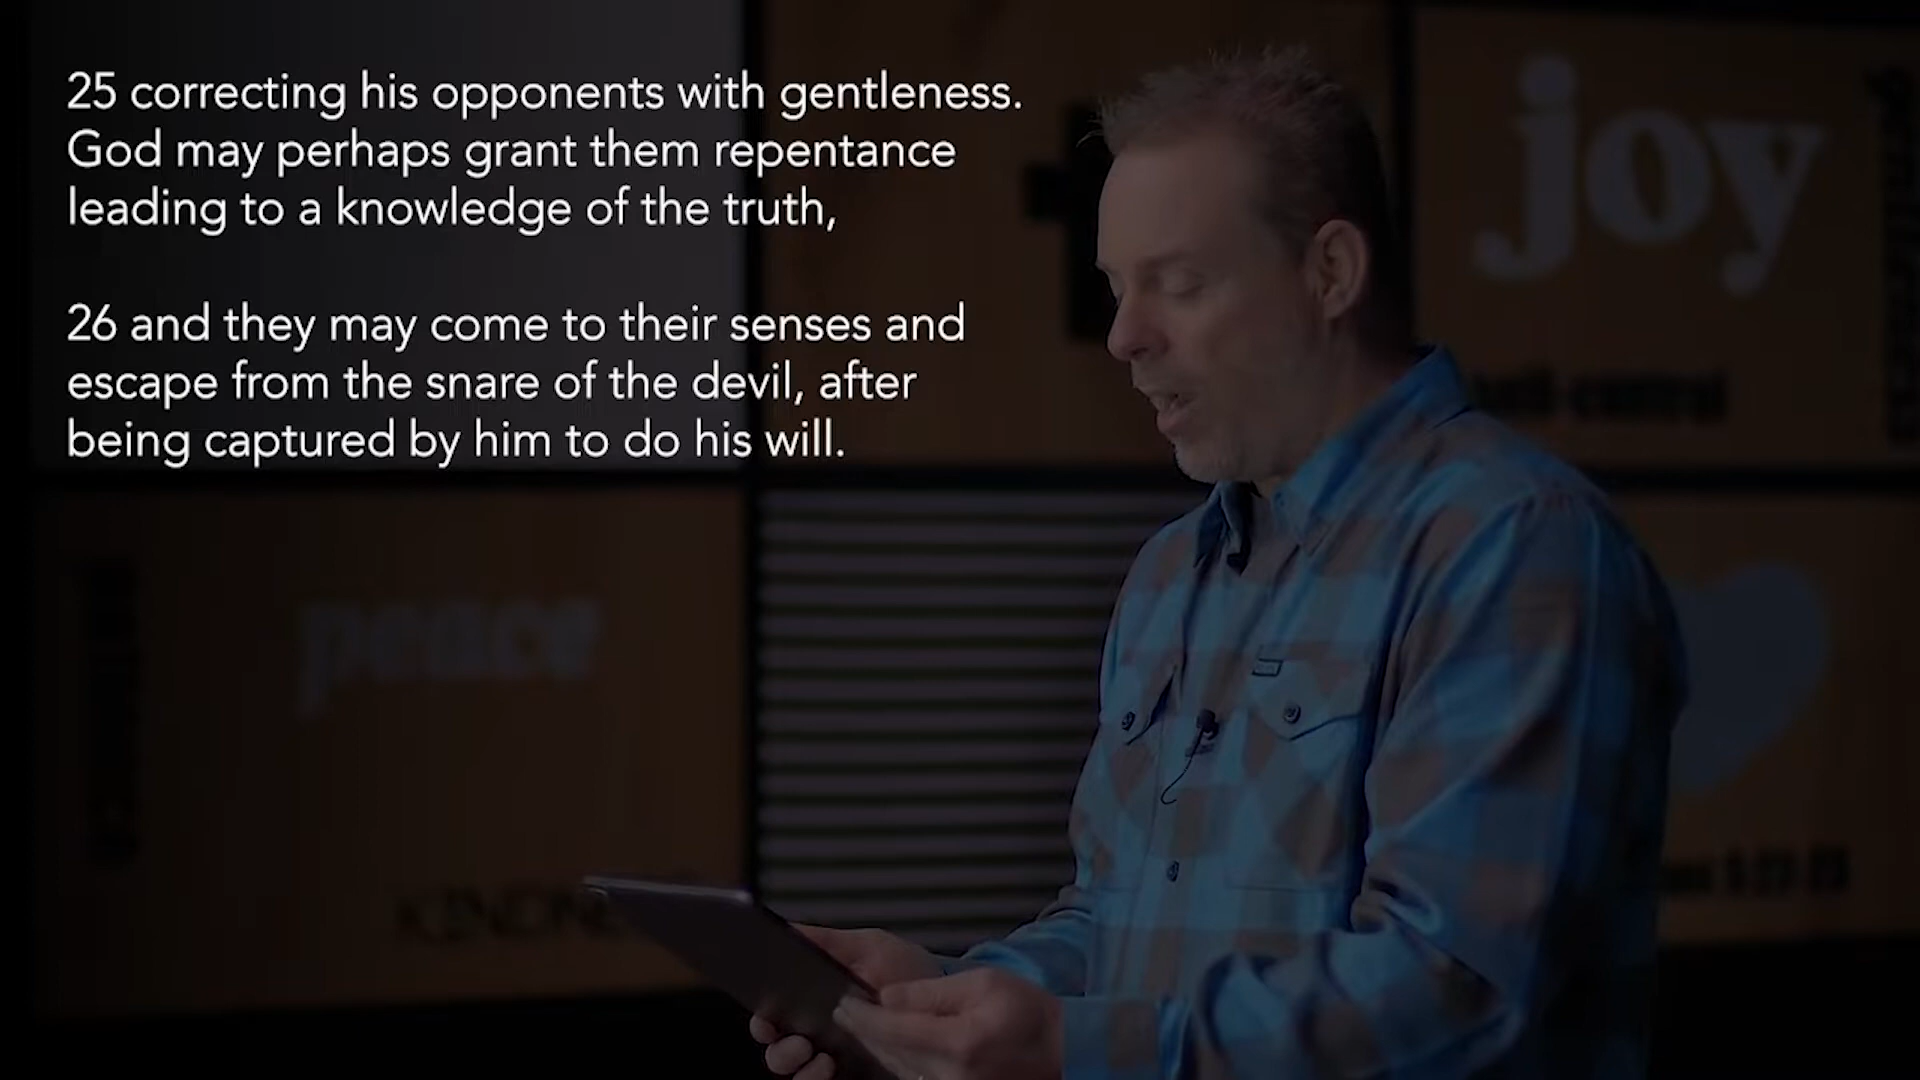 25 correcting his opponents with gentleness.
God may perhaps grant them repentance
leading to a knowledge of the truth,
26 and they may come to their senses and
escape from the snare of the devil, after
being captured by him to do his will.
joy
peace